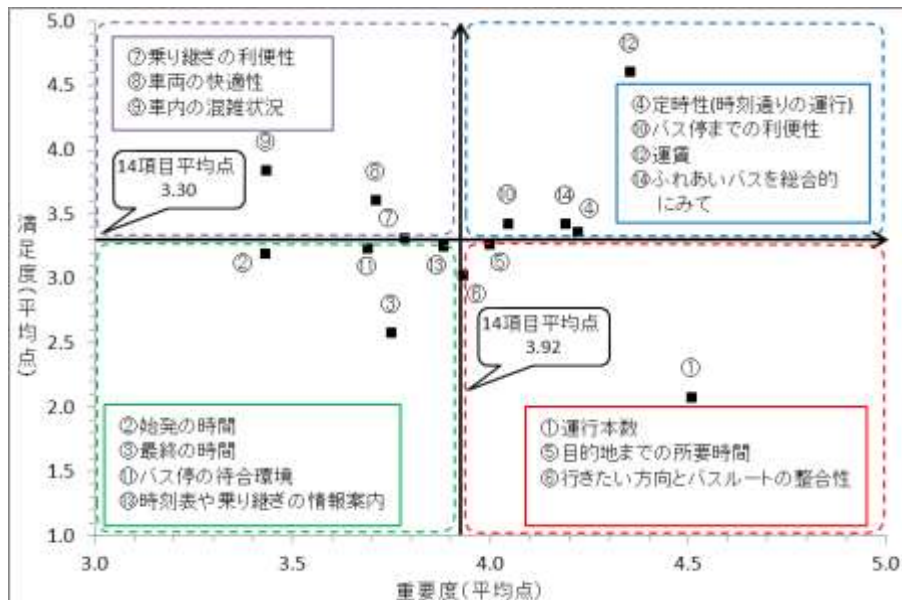 5.0
4.5
4.0
3.5
3.0
2.5
2.0
1.5
1.0
満足度(平均点)
⑦乗り継ぎの利便性
⑧車両の快適性
⑨車内の混雑状況
④定時性(時刻通りの運行)
⑩バス停までの利便性
⑫運賃
⑭ふれあいバスを総合的
にみて
14項目平均点
3.30
⑫
⑨
⑧
⑦
⑩
⑭
④
②
⑪
⑬
⑤
⑥
③
①
14項目平均点
3.92
②始発の時間
③最終の時間
⑪バス停の待合環境
⑬時刻表や乗り継ぎの情報案内
①運行本数
⑤目的地までの所要時間
⑥行きたい方向とバスルートの整合性
3.0
3.5
4.0
4.5
5.0
重要度(平均点)